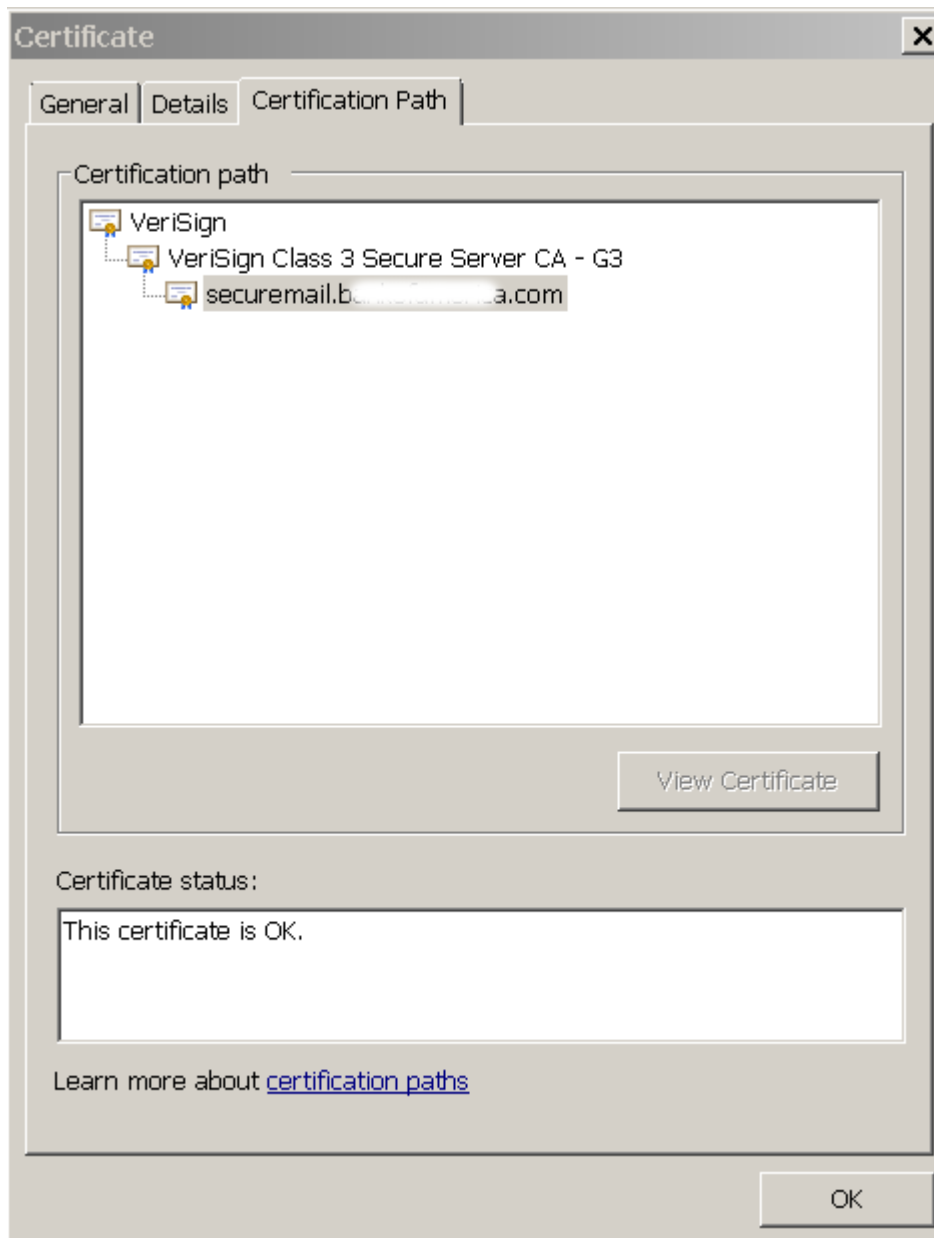 Certificate
General Details Certification Path
Certification path
VeriSign
VeriSign Class 3 Secure Server CA - G3
securemail.b a.com
View Certificate
Certificate status:
This certificate is OK.
Learn more about certification paths
OK